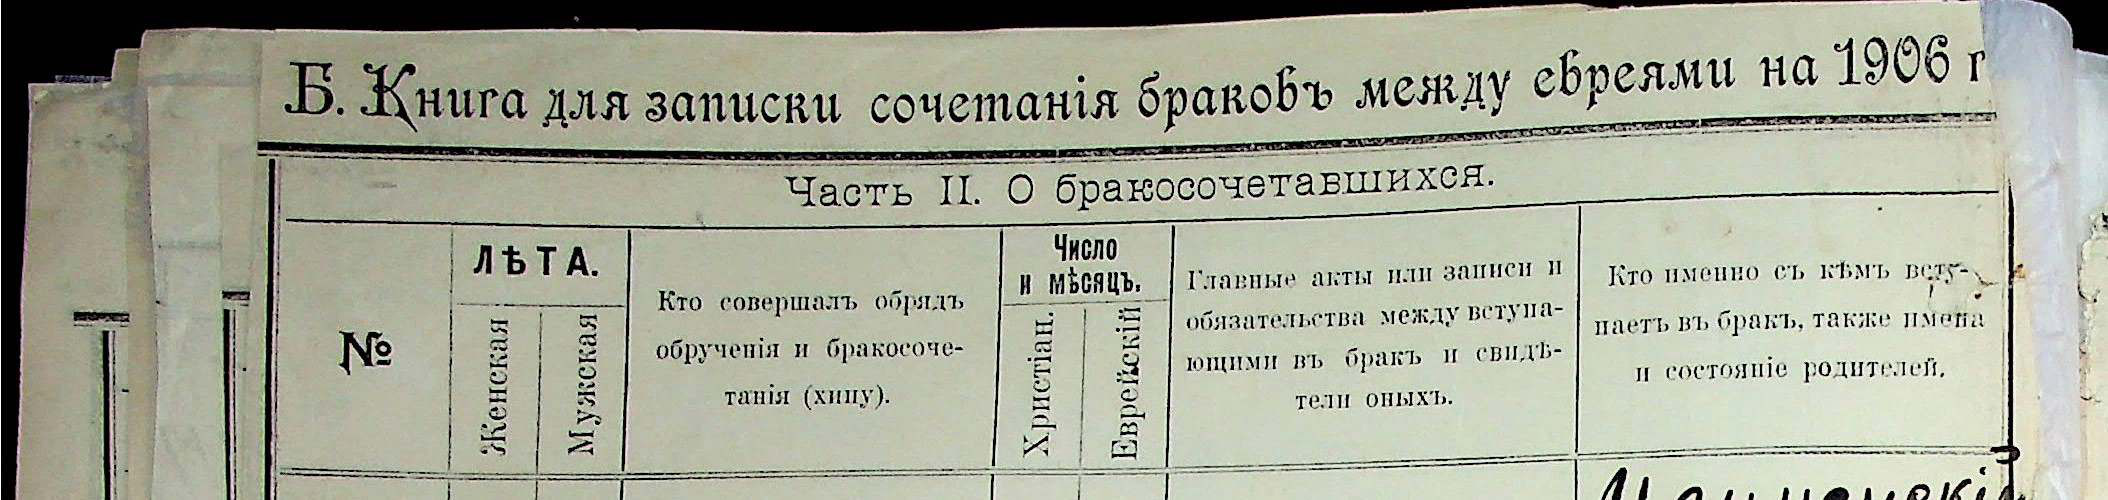 Б. Книга для записки сочетанія браковъ между евреями на 1906 г
Часть II. О бракосочетавшихся.
№
ЛѢТА.
Женская
Мужская
Кто совершалъ обрядъ
обрученія и бракосоче-
танія (хипу).
Число
и мѣсяцъ.
Христіан.
Еврейскій
Главные акты или записи и
обязательства между вступа-
ющими въ бракъ и свидѣ-
тели оныхъ.
Кто именно съ кѣмъ всту-
паетъ въ бракъ, также имена
и состояніе родителей.